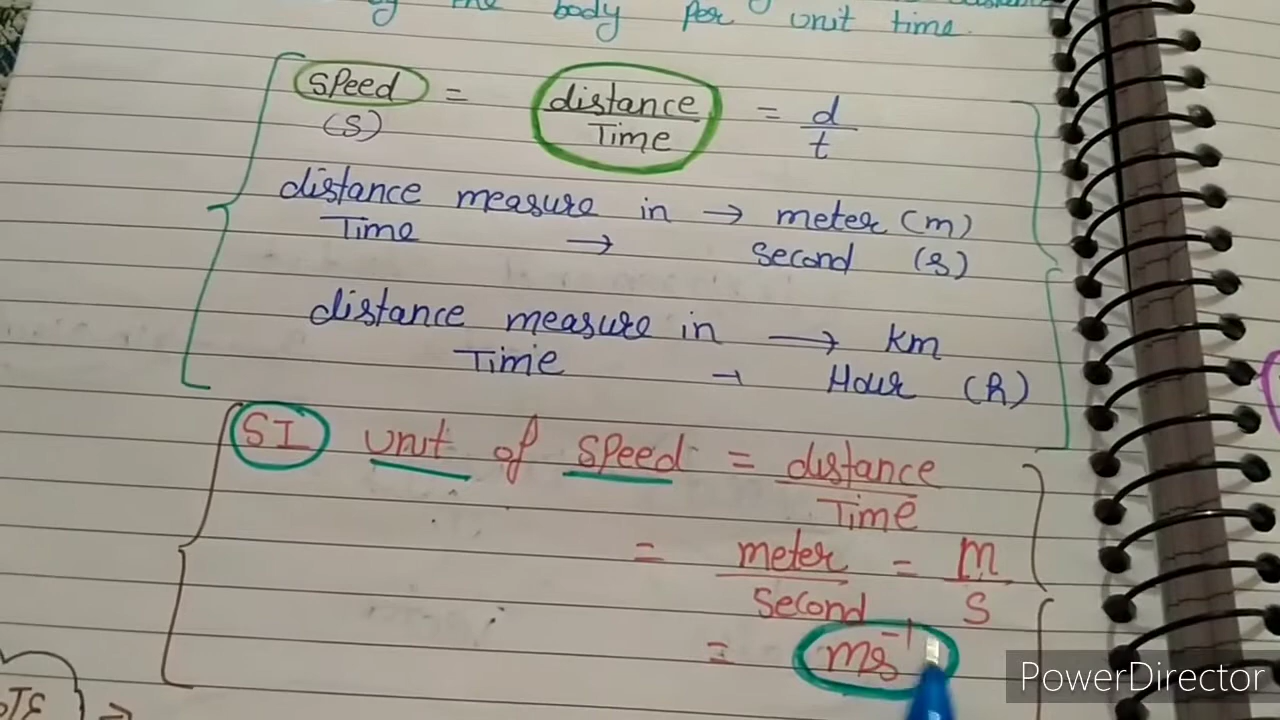 the body per unit time.
speed = distance = d
(s) Time t
distance measure in → meter (m)
Time → second (s)
distance measure in → km
Time → Hour (h)
SI unit of speed = distance
Time
= meter = m
second s
= ms⁻¹
PowerDirector